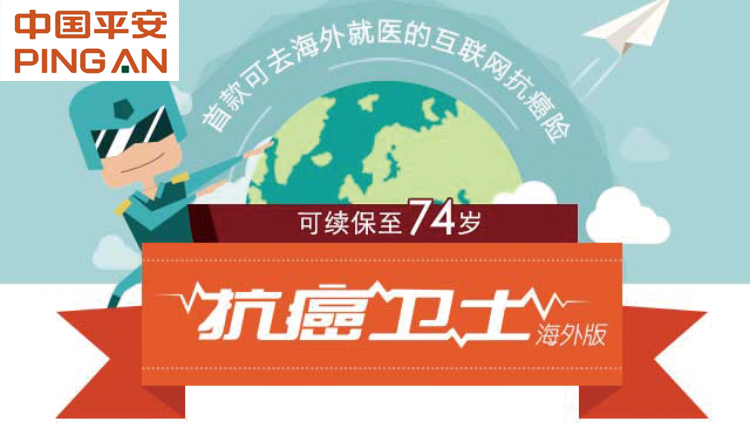 中国平安
PING AN
首款可去海外就医的互联网抗癌险
可续保至74岁
抗癌卫士
海外版